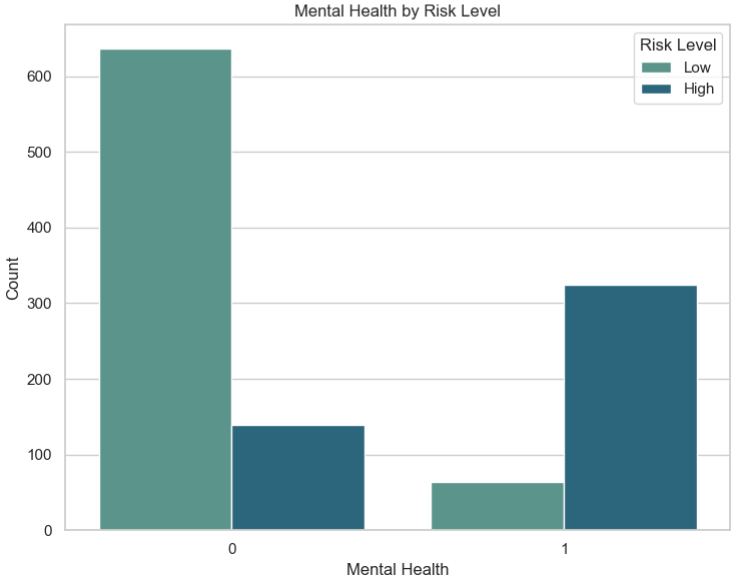 Mental Health by Risk Level
Risk Level
Low
High
600
500
400
300
200
100
0
Count
0
1
Mental Health